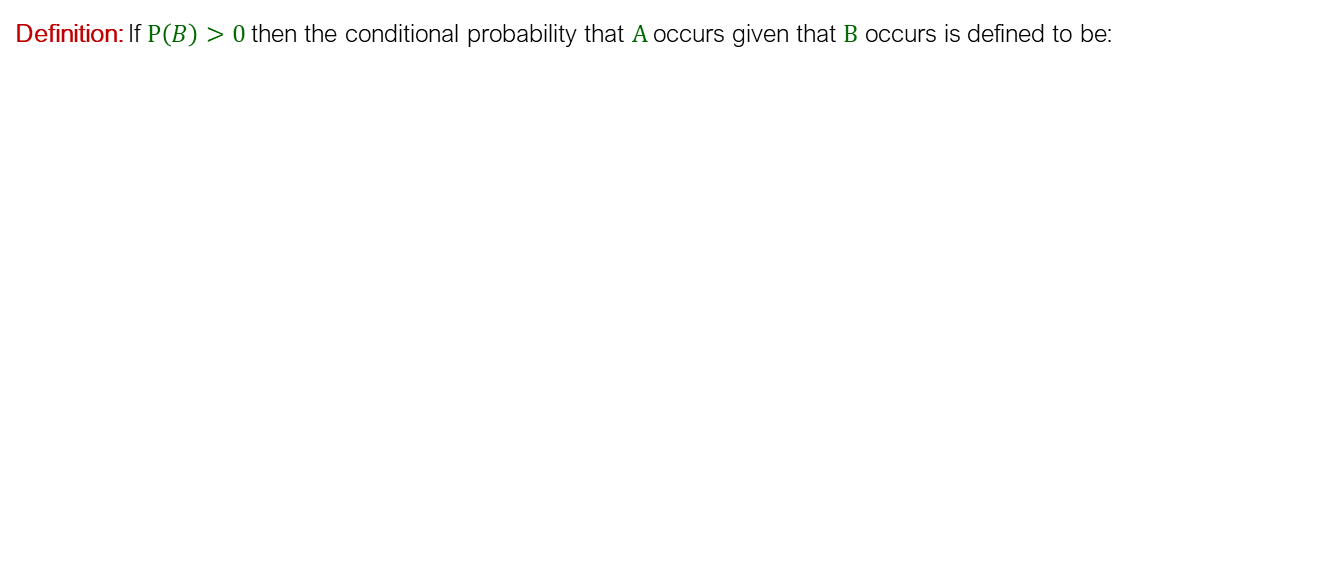 Definition: If P(B) > 0 then the conditional probability that A occurs given that B occurs is defined to be: